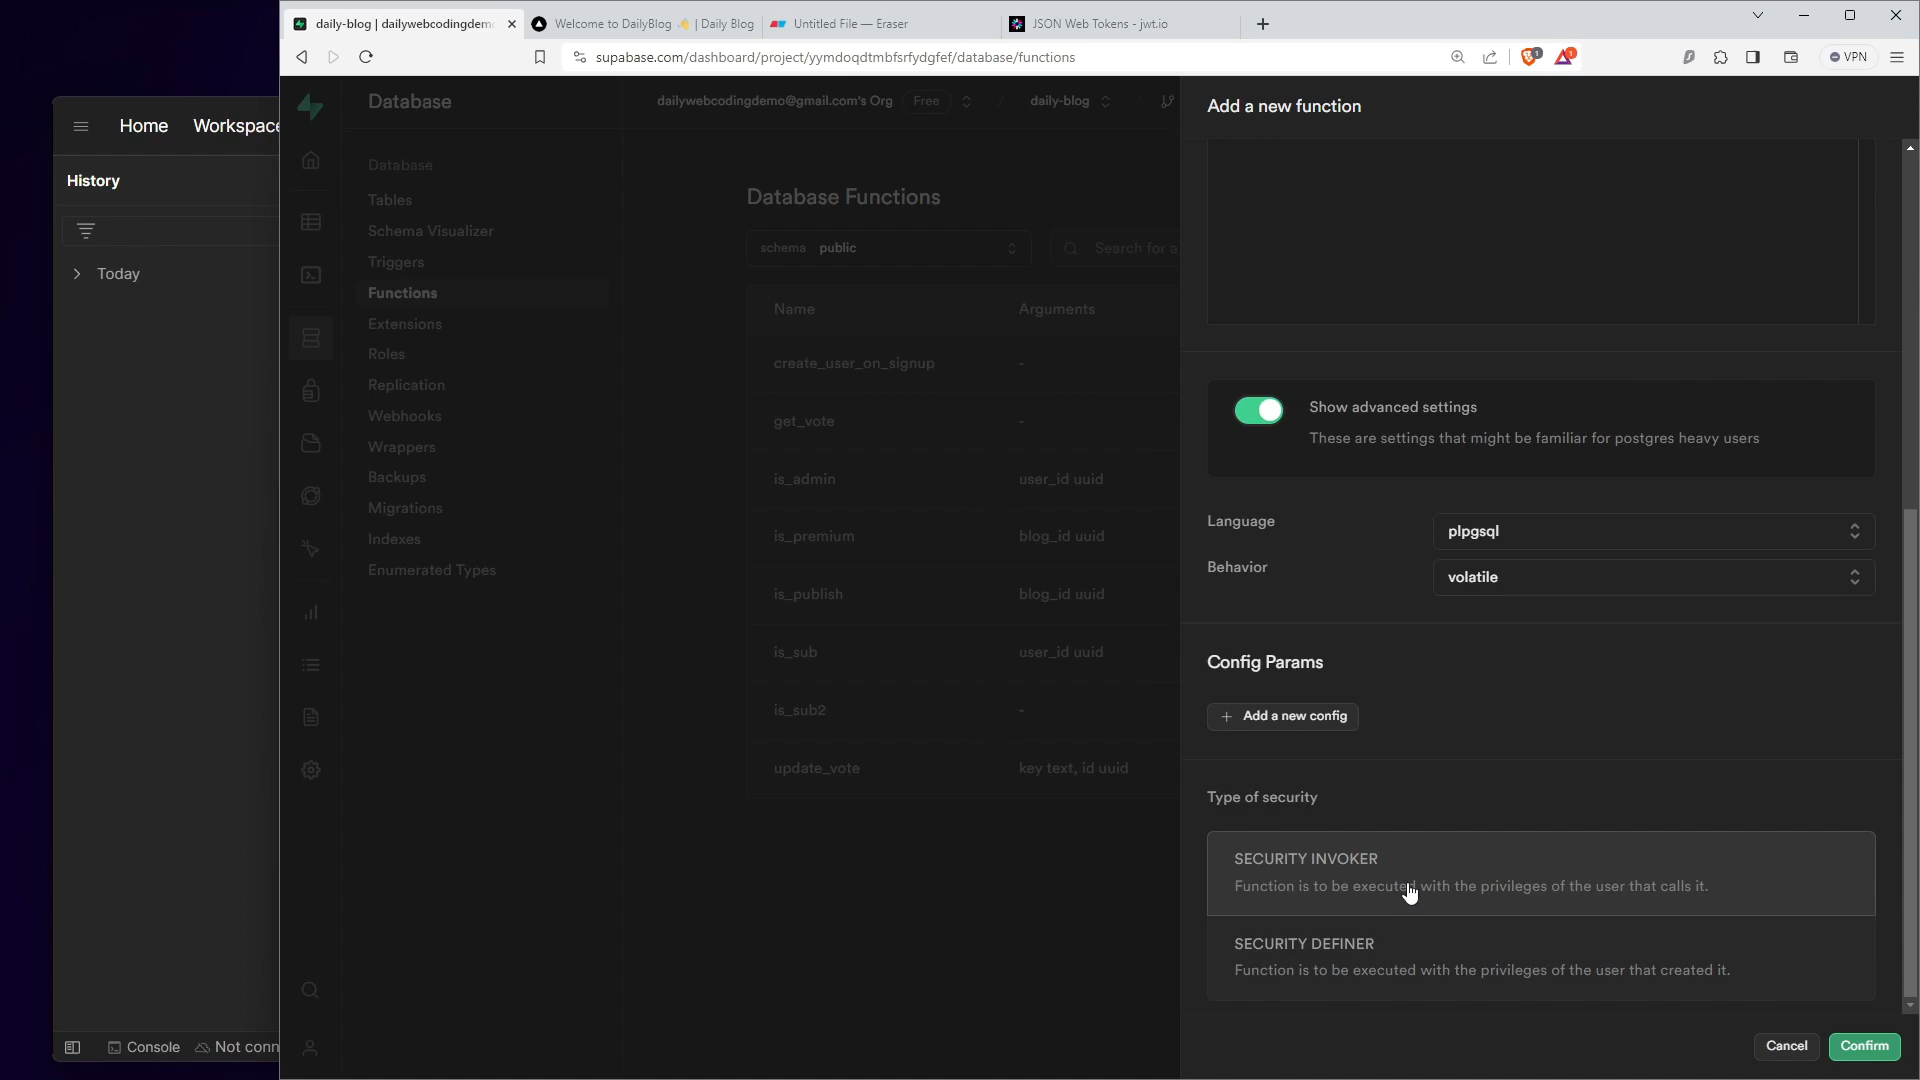 daily-blog | dailywebcodingdem
Welcome to DailyBlog 👋 | Daily Blog
Untitled File — Eraser
JSON Web Tokens - jwt.io
supabase.com/dashboard/project/yymdoqdtmbfsrfydgfef/database/functions
1
1
VPN
Home
Workspace
History
Today
Console
Not conn
Database
dailywebcodingdemo@gmail.com's Org
Free
/
daily-blog
/
Database
Tables
Schema Visualizer
Triggers
Functions
Extensions
Roles
Replication
Webhooks
Wrappers
Backups
Migrations
Indexes
Enumerated Types
Database Functions
schema public
Search for a
Name
Arguments
create_user_on_signup
-
get_vote
-
is_admin
user_id uuid
is_premium
blog_id uuid
is_publish
blog_id uuid
is_sub
user_id uuid
is_sub2
-
update_vote
key text, id uuid
Add a new function
Show advanced settings
These are settings that might be familiar for postgres heavy users
Language
plpgsql
Behavior
volatile
Config Params
Add a new config
Type of security
SECURITY INVOKER
Function is to be executed with the privileges of the user that calls it.
SECURITY DEFINER
Function is to be executed with the privileges of the user that created it.
Cancel
Confirm